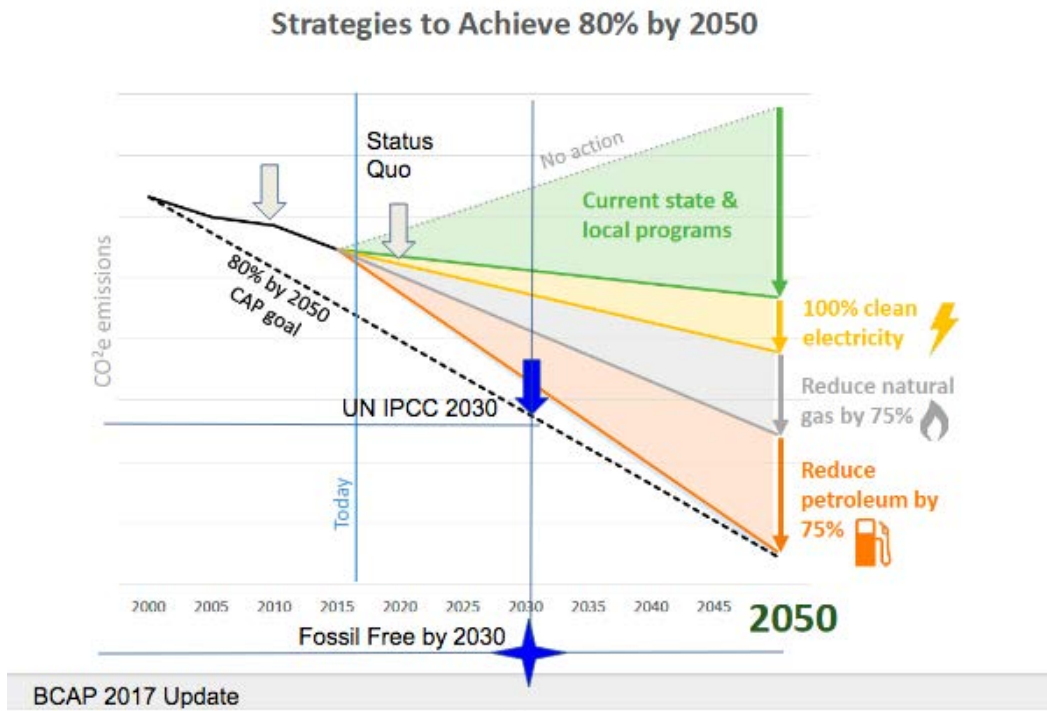 Strategies to Achieve 80% by 2050
Status
Quo
No action
Current state &
local programs
80% by 2050
CAP goal
CO²e emissions
100% clean
electricity
UN IPCC 2030
Reduce natural
gas by 75%
Reduce
petroleum by
75%
Today
2000 2005 2010 2015 2020 2025 2030 2035 2040 2045 2050
Fossil Free by 2030
BCAP 2017 Update